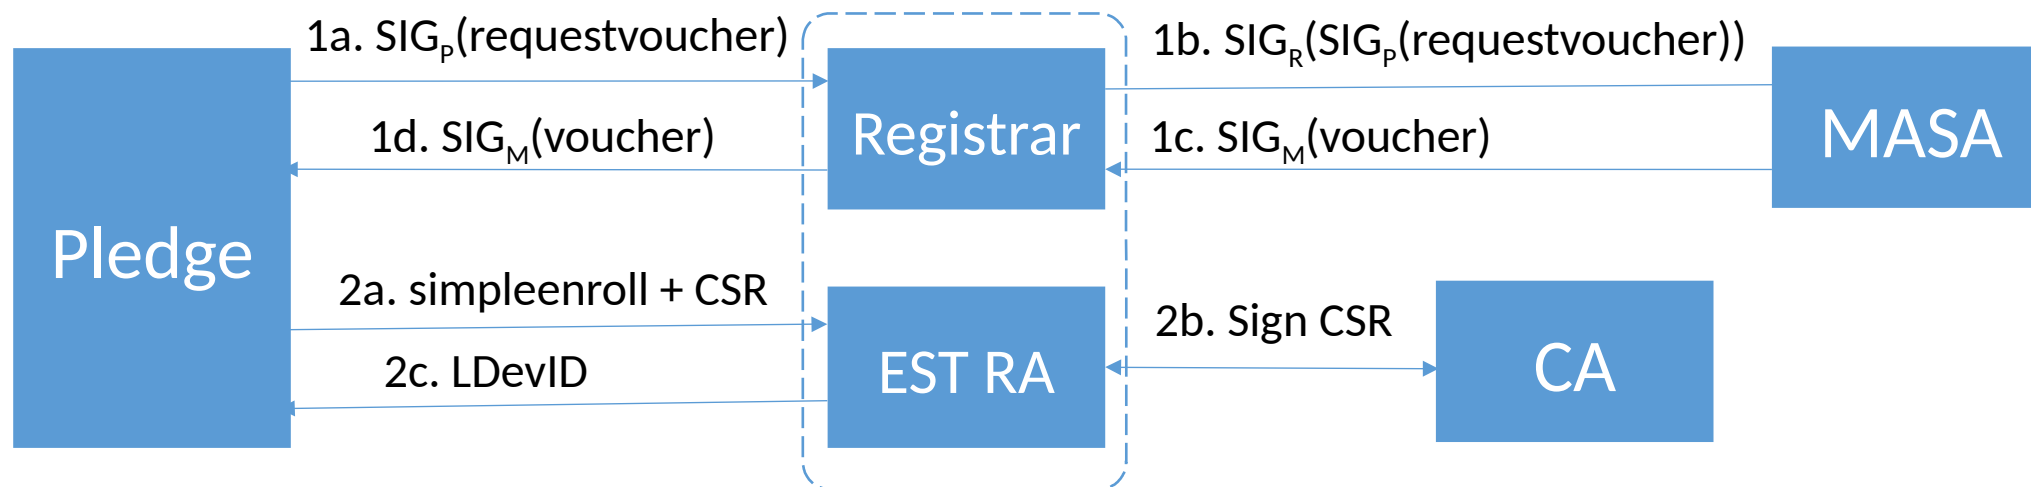 1a. SIGP(requestvoucher)
1b. SIGR(SIGP(requestvoucher))
Registrar
MASA
1d. SIGM(voucher)
1c. SIGM(voucher)
Pledge
2a. simpleenroll + CSR
2b. Sign CSR
2c. LDevID
EST RA
CA